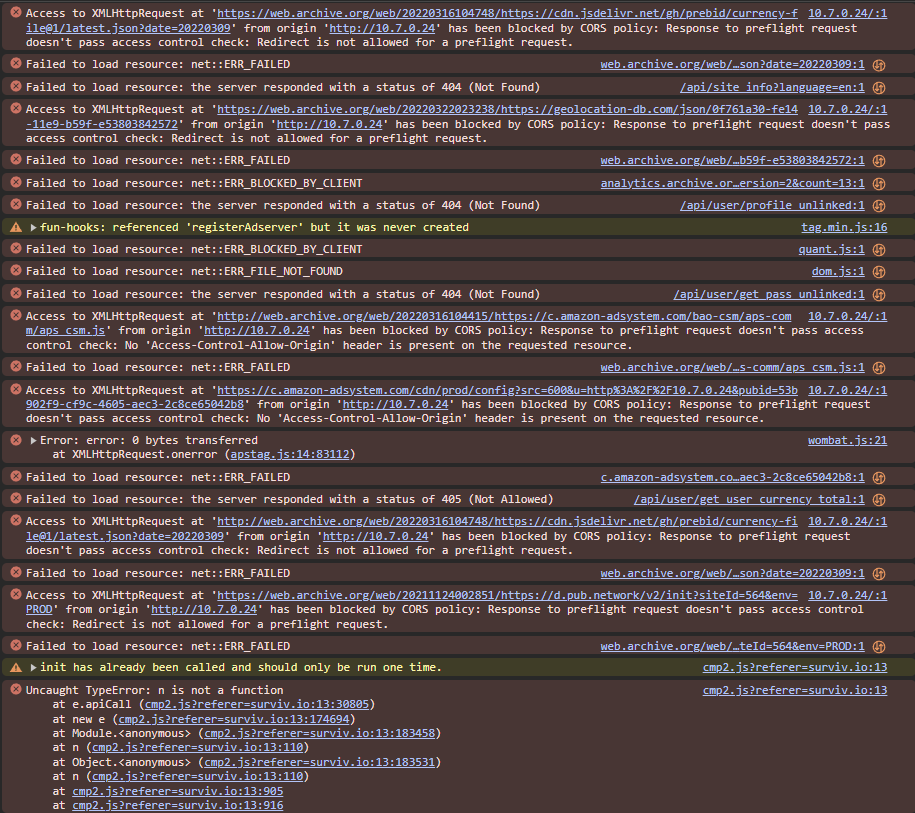 Access to XMLHttpRequest at 'https://web.archive.org/web/20220316104748/https://cdn.jsdelivr.net/gh/prebid/currency-f 10.7.0.24/:1
ile@1/latest.json?date=20220309' from origin 'http://10.7.0.24' has been blocked by CORS policy: Response to preflight request
doesn't pass access control check: Redirect is not allowed for a preflight request.
Failed to load resource: net::ERR_FAILED web.archive.org/web/…son?date=20220309:1
Failed to load resource: the server responded with a status of 404 (Not Found) /api/site_info?language=en:1
Access to XMLHttpRequest at 'https://web.archive.org/web/20220322023238/https://geolocation-db.com/json/0f761a30-fe14 10.7.0.24/:1
-11e9-b59f-e53803842572' from origin 'http://10.7.0.24' has been blocked by CORS policy: Response to preflight request doesn't pass
access control check: Redirect is not allowed for a preflight request.
Failed to load resource: net::ERR_FAILED web.archive.org/web/…b59f-e53803842572:1
Failed to load resource: net::ERR_BLOCKED_BY_CLIENT analytics.archive.or…ersion=2&count=13:1
Failed to load resource: the server responded with a status of 404 (Not Found) /api/user/profile_unlinked:1
fun-hooks: referenced 'registerAdserver' but it was never created tag.min.js:16
Failed to load resource: net::ERR_BLOCKED_BY_CLIENT quant.js:1
Failed to load resource: net::ERR_FILE_NOT_FOUND dom.js:1
Failed to load resource: the server responded with a status of 404 (Not Found) /api/user/get_pass_unlinked:1
Access to XMLHttpRequest at 'http://web.archive.org/web/20220316104415/https://c.amazon-adsystem.com/bao-csm/aps-com 10.7.0.24/:1
m/aps_csm.js' from origin 'http://10.7.0.24' has been blocked by CORS policy: Response to preflight request doesn't pass access
control check: No 'Access-Control-Allow-Origin' header is present on the requested resource.
Failed to load resource: net::ERR_FAILED web.archive.org/web/…s-comm/aps_csm.js:1
Access to XMLHttpRequest at 'https://c.amazon-adsystem.com/cdn/prod/config?src=600&u=http%3A%2F%2F10.7.0.24&pubid=53b 10.7.0.24/:1
902f9-cf9c-4605-aec3-2c8ce65042b8' from origin 'http://10.7.0.24' has been blocked by CORS policy: Response to preflight request
doesn't pass access control check: No 'Access-Control-Allow-Origin' header is present on the requested resource.
Error: error: 0 bytes transferred wombat.js:21
at XMLHttpRequest.onerror (apstag.js:14:83112)
Failed to load resource: net::ERR_FAILED c.amazon-adsystem.co…aec3-2c8ce65042b8:1
Failed to load resource: the server responded with a status of 405 (Not Allowed) /api/user/get_user_currency_total:1
Access to XMLHttpRequest at 'http://web.archive.org/web/20220316104748/https://cdn.jsdelivr.net/gh/prebid/currency-fi 10.7.0.24/:1
le@1/latest.json?date=20220309' from origin 'http://10.7.0.24' has been blocked by CORS policy: Response to preflight request
doesn't pass access control check: Redirect is not allowed for a preflight request.
Failed to load resource: net::ERR_FAILED web.archive.org/web/…son?date=20220309:1
Access to XMLHttpRequest at 'https://web.archive.org/web/20211124002851/https://d.pub.network/v2/init?siteId=564&env= 10.7.0.24/:1
PROD' from origin 'http://10.7.0.24' has been blocked by CORS policy: Response to preflight request doesn't pass access control
check: Redirect is not allowed for a preflight request.
Failed to load resource: net::ERR_FAILED web.archive.org/web/…teId=564&env=PROD:1
init has already been called and should only be run one time. cmp2.js?referer=surviv.io:13
Uncaught TypeError: n is not a function cmp2.js?referer=surviv.io:13
at e.apiCall (cmp2.js?referer=surviv.io:13:30805)
at new e (cmp2.js?referer=surviv.io:13:174694)
at Module.<anonymous> (cmp2.js?referer=surviv.io:13:183458)
at n (cmp2.js?referer=surviv.io:13:110)
at Object.<anonymous> (cmp2.js?referer=surviv.io:13:183531)
at n (cmp2.js?referer=surviv.io:13:110)
at cmp2.js?referer=surviv.io:13:905
at cmp2.js?referer=surviv.io:13:916